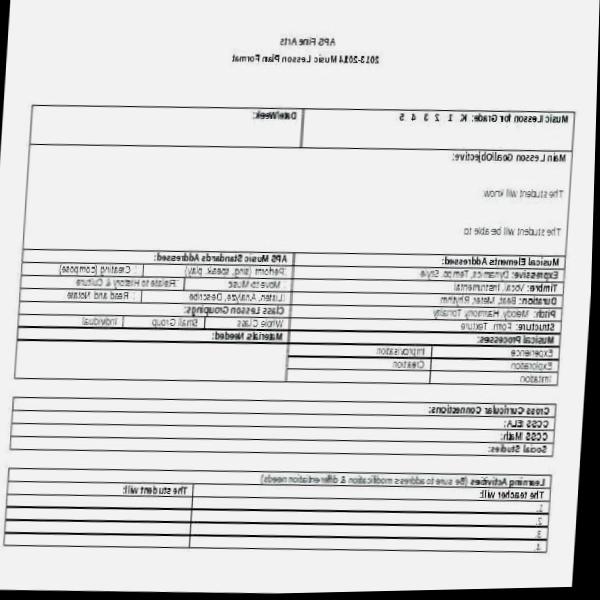 APS Fine Arts
2013-2014 Music Lesson Plan Format
Music Lesson for Grade: K 1 2 3 4 5
Date/Week:
Main Lesson Goal/Objective:
The student will know
The student will be able to
Musical Elements Addressed:
Expressive: Dynamics, Tempo, Style
Timbre: Vocal, Instrumental
Duration: Beat, Meter, Rhythm
Pitch: Melody, Harmony, Tonality
Structure: Form, Texture
Musical Processes:
Experience Improvisation
Exploration Creation
Imitation
APS Music Standards Addressed:
Perform (sing, speak, play) Creating (compose)
Move to Music Relate to History & Culture
Listen, Analyze, Describe Read and Notate
Class Lesson Groupings:
Whole Class Small Group Individual
Materials Needed:
Cross Curricular Connections:
CCSS ELA:
CCSS Math:
Social Studies:
Learning Activities (Be sure to address modification & differentiation needs)
The teacher will: The student will:
1.
2.
3.
4.